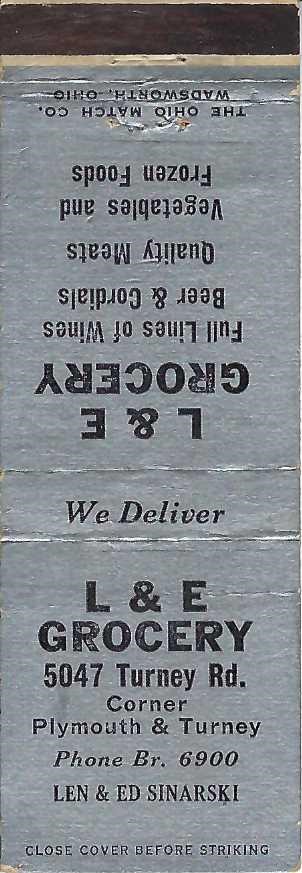 THE OHIO MATCH CO.
WADSWORTH, OHIO
L & E
GROCERY
Full Lines of Wines
Beer & Cordials
Quality Meats
Vegetables and
Frozen Foods
We Deliver
L & E
GROCERY
5047 Turney Rd.
Corner
Plymouth & Turney
Phone Br. 6900
LEN & ED SINARSKI
CLOSE COVER BEFORE STRIKING